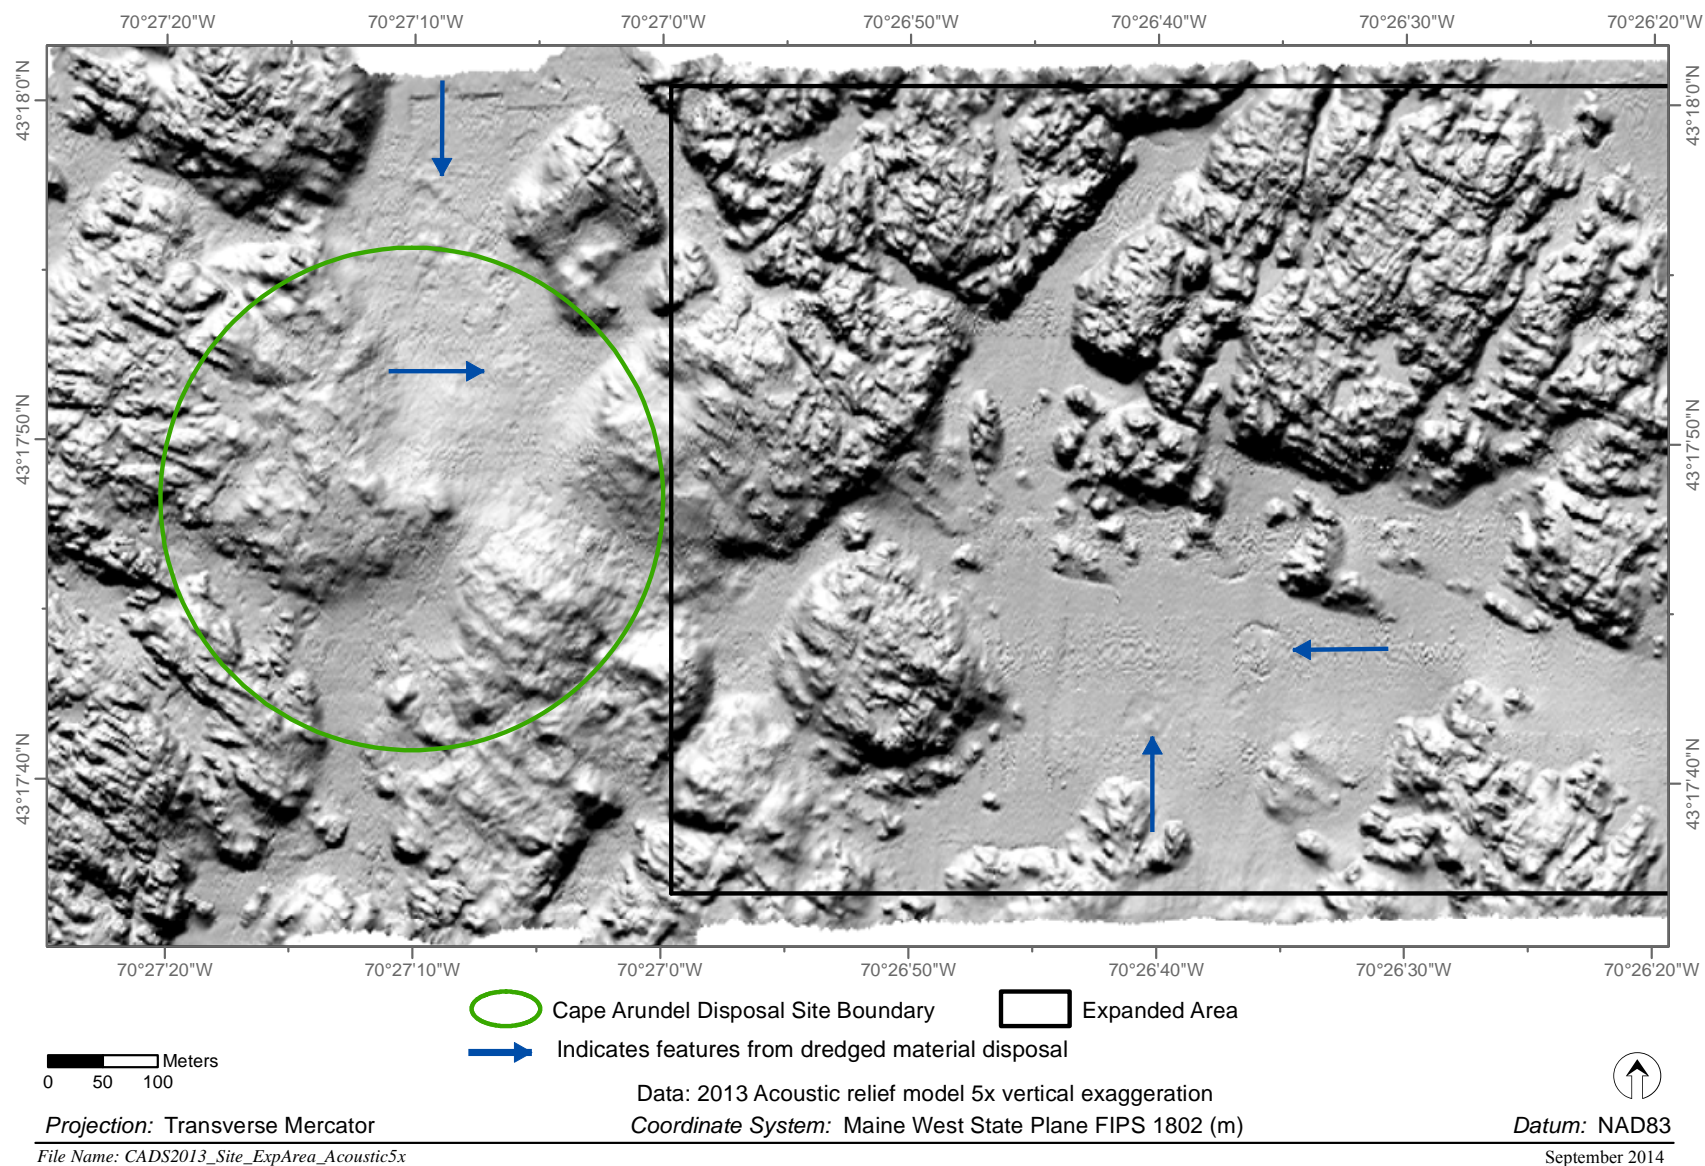 70°27'20"W 70°27'10"W 70°27'0"W 70°26'50"W 70°26'40"W 70°26'30"W 70°26'20"W
43°18'0"N 43°18'0"N
43°17'50"N 43°17'50"N
43°17'40"N 43°17'40"N
70°27'20"W 70°27'10"W 70°27'0"W 70°26'50"W 70°26'40"W 70°26'30"W 70°26'20"W
Cape Arundel Disposal Site Boundary Expanded Area
Indicates features from dredged material disposal
Meters
0 50 100
Data: 2013 Acoustic relief model 5x vertical exaggeration
Projection: Transverse Mercator Coordinate System: Maine West State Plane FIPS 1802 (m) Datum: NAD83
File Name: CADS2013_Site_ExpArea_Acoustic5x September 2014